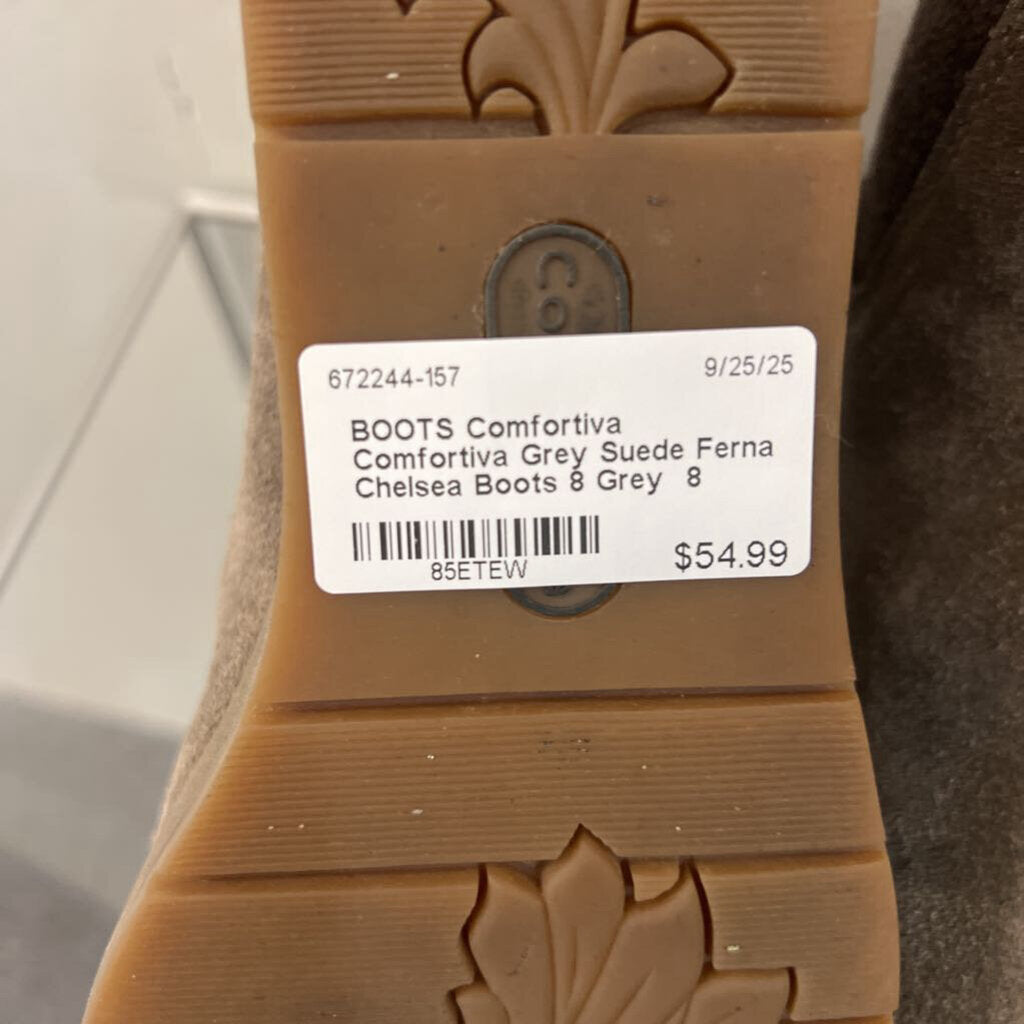 CO
672244-157 9/25/25
BOOTS Comfortiva
Comfortiva Grey Suede Ferna
Chelsea Boots 8 Grey 8
85ETEW $54.99